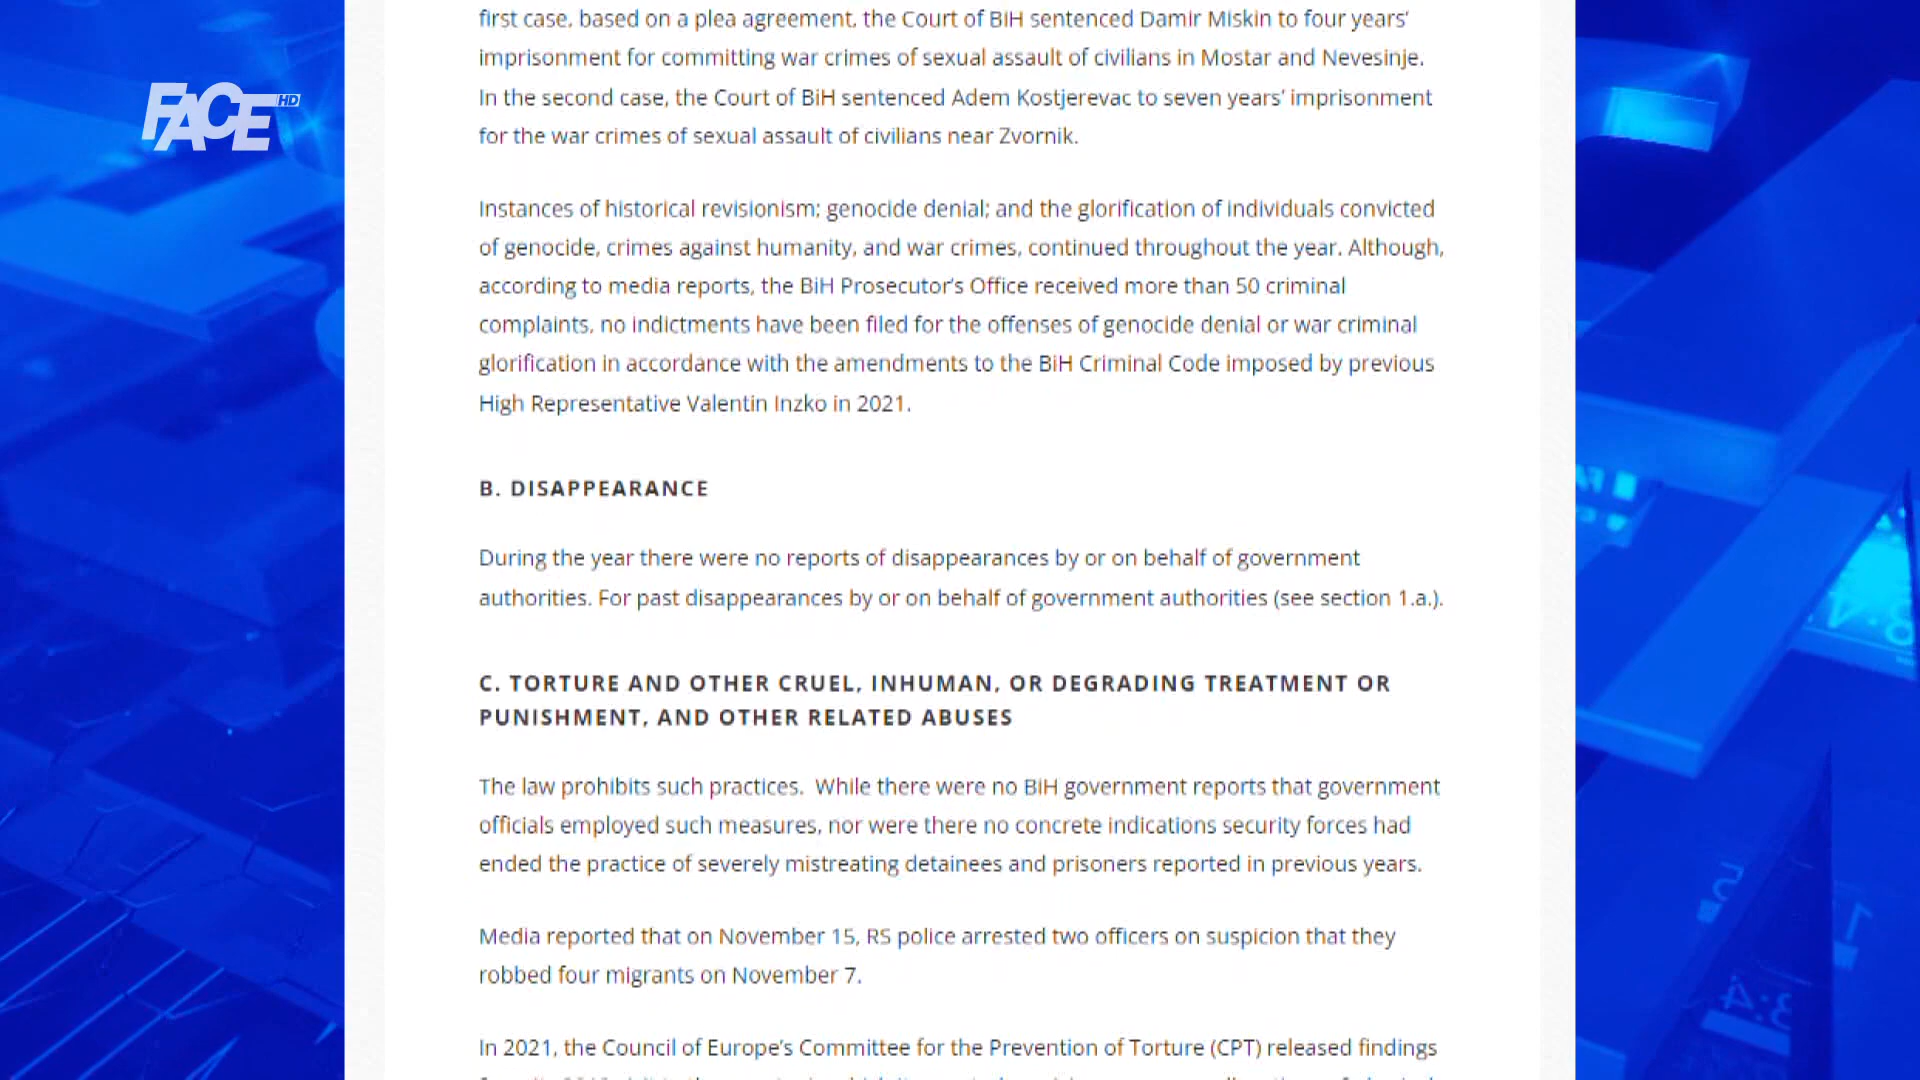 FACE HD
first case, based on a plea agreement, the Court of BiH sentenced Damir Miskin to four years’
imprisonment for committing war crimes of sexual assault of civilians in Mostar and Nevesinje.
In the second case, the Court of BiH sentenced Adem Kostjerevac to seven years’ imprisonment
for the war crimes of sexual assault of civilians near Zvornik.
Instances of historical revisionism; genocide denial; and the glorification of individuals convicted
of genocide, crimes against humanity, and war crimes, continued throughout the year. Although,
according to media reports, the BiH Prosecutor’s Office received more than 50 criminal
complaints, no indictments have been filed for the offenses of genocide denial or war criminal
glorification in accordance with the amendments to the BiH Criminal Code imposed by previous
High Representative Valentin Inzko in 2021.
B. DISAPPEARANCE
During the year there were no reports of disappearances by or on behalf of government
authorities. For past disappearances by or on behalf of government authorities (see section 1.a.).
C. TORTURE AND OTHER CRUEL, INHUMAN, OR DEGRADING TREATMENT OR
PUNISHMENT, AND OTHER RELATED ABUSES
The law prohibits such practices.  While there were no BiH government reports that government
officials employed such measures, nor were there no concrete indications security forces had
ended the practice of severely mistreating detainees and prisoners reported in previous years.
Media reported that on November 15, RS police arrested two officers on suspicion that they
robbed four migrants on November 7.
In 2021, the Council of Europe’s Committee for the Prevention of Torture (CPT) released findings